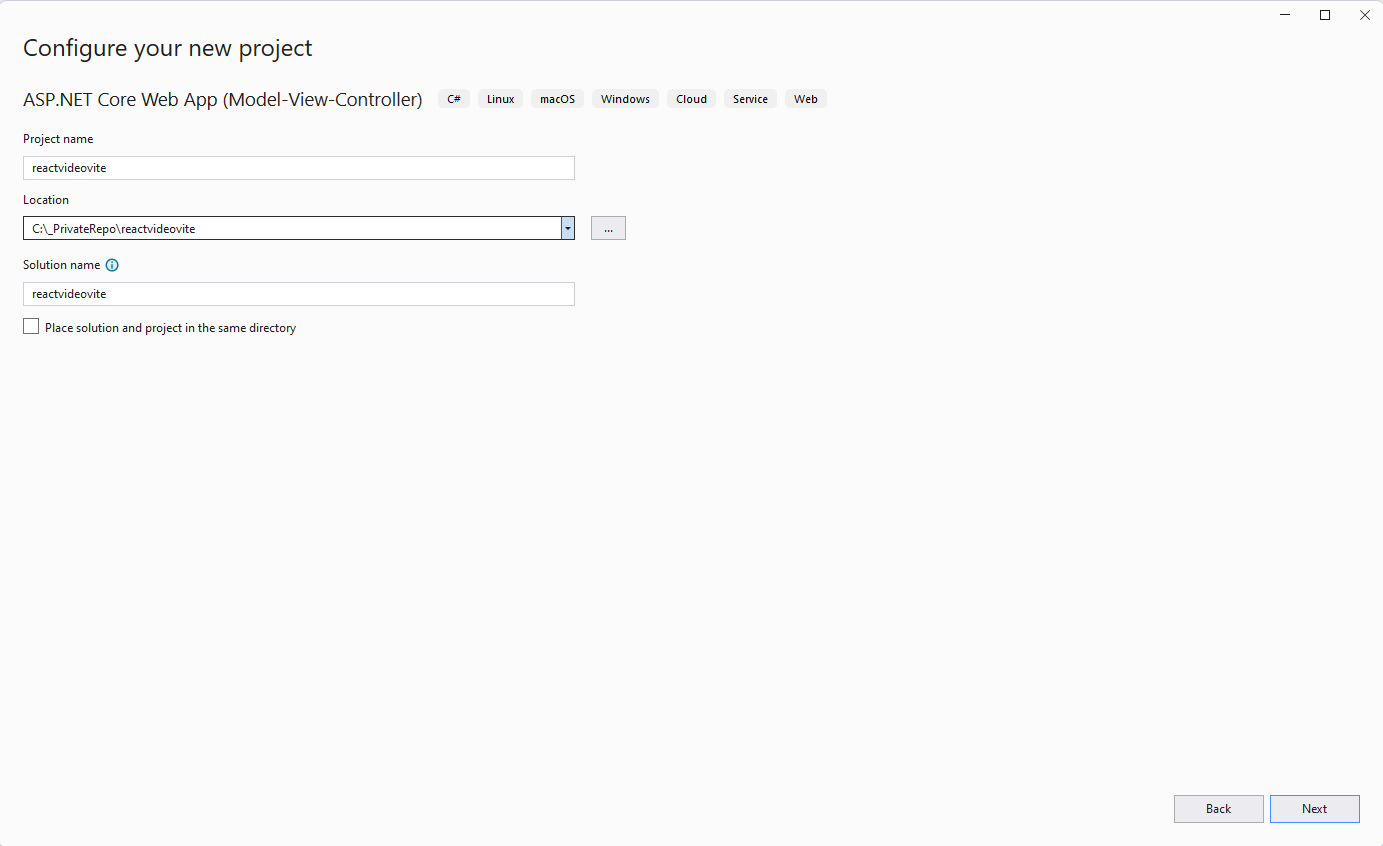 Configure your new project
ASP.NET Core Web App (Model-View-Controller) C# Linux macOS Windows Cloud Service Web
Project name
reactvideovite
Location
C:\_PrivateRepo\reactvideovite
...
Solution name
reactvideovite
Place solution and project in the same directory
Back Next